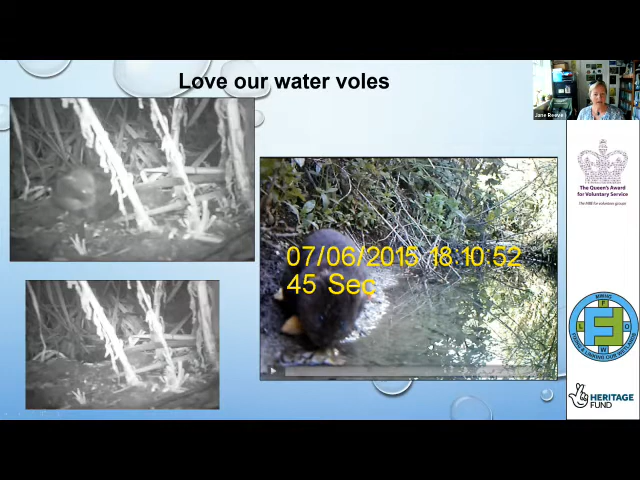 Love our water voles
Jane Reeve
07/06/2015 18:10:52
45 Sec
The Queen's Award
for Voluntary Service
The MBE for volunteer groups
HERITAGE
FUND